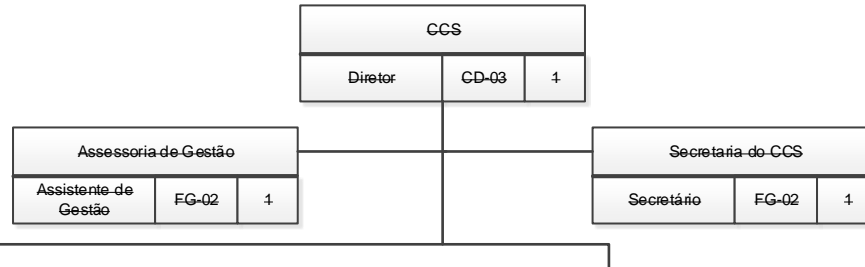 CCS
Diretor CD-03 1
Assessoria de Gestão
Assistente de
Gestão FG-02 1
Secretaria do CCS
Secretário FG-02 1